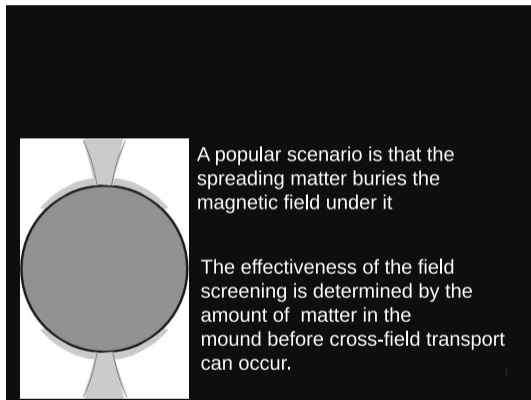 A popular scenario is that the
spreading matter buries the
magnetic field under it
The effectiveness of the field
screening is determined by the
amount of  matter in the
mound before cross-field transport
can occur.
1